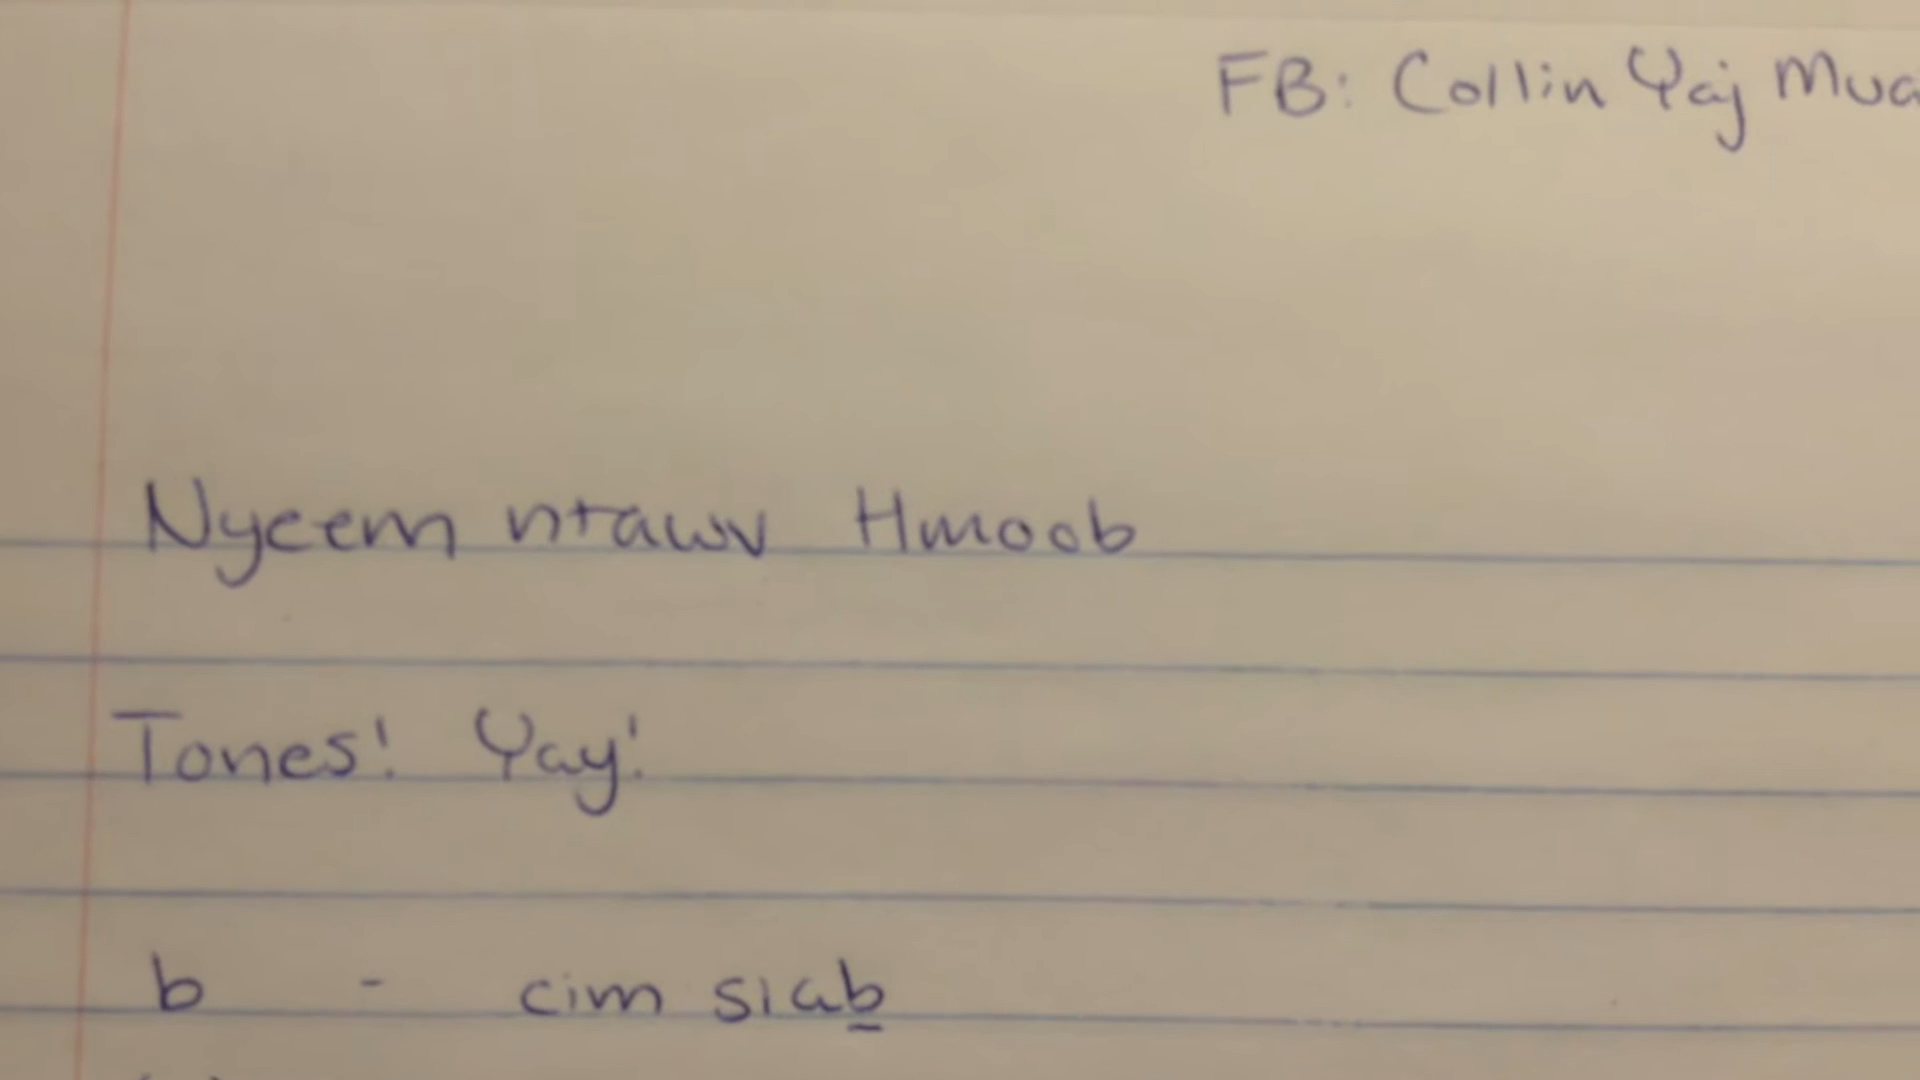 FB: Collin Yaj Mua
Nyeem ntawv Hmoob
Tones! Yay!
b - cim siab